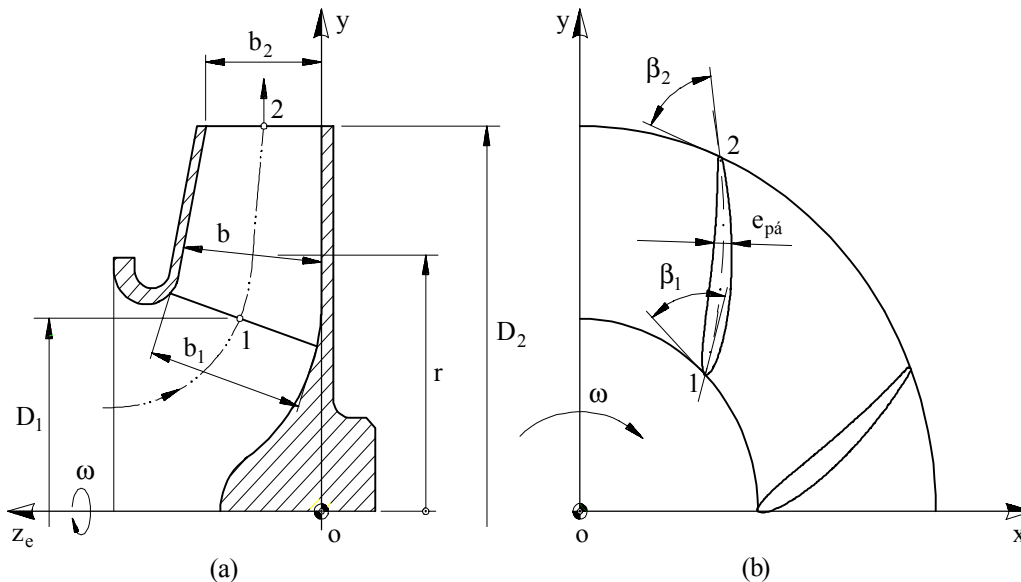 y
b₂
2
b
1
b₁
D₁
D₂
r
ω
zₑ
o
(a)
y
β₂
2
e_pá
β₁
1
ω
o
x
(b)